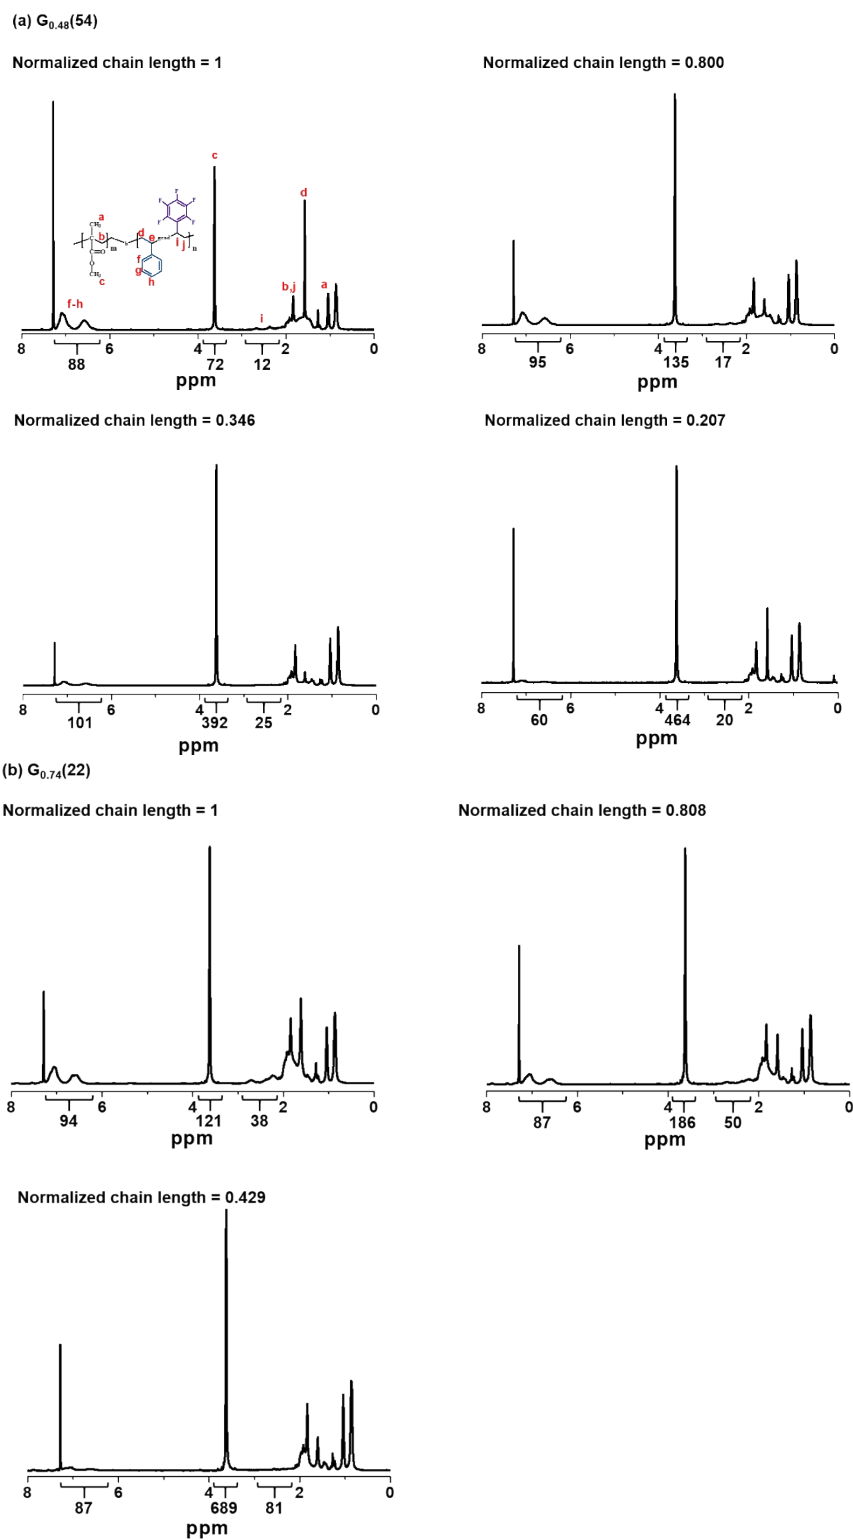 (a) G0.48(54)
Normalized chain length = 1
c
r
r r
r r
d
a
CH3
b
m
s
d
e
grad
i
j
n
C=O
O
CH3
c
f
g
h
f-h
i
b,j
a
8 6 4 2 0
88 72 12
ppm
Normalized chain length = 0.800
8 6 4 2 0
95 135 17
ppm
Normalized chain length = 0.346
8 6 4 2 0
101 392 25
ppm
Normalized chain length = 0.207
8 6 4 2 0
60 464 20
ppm
(b) G0.74(22)
Normalized chain length = 1
8 6 4 2 0
94 121 38
ppm
Normalized chain length = 0.808
8 6 4 2 0
87 186 50
ppm
Normalized chain length = 0.429
8 6 4 2 0
87 689 81
ppm